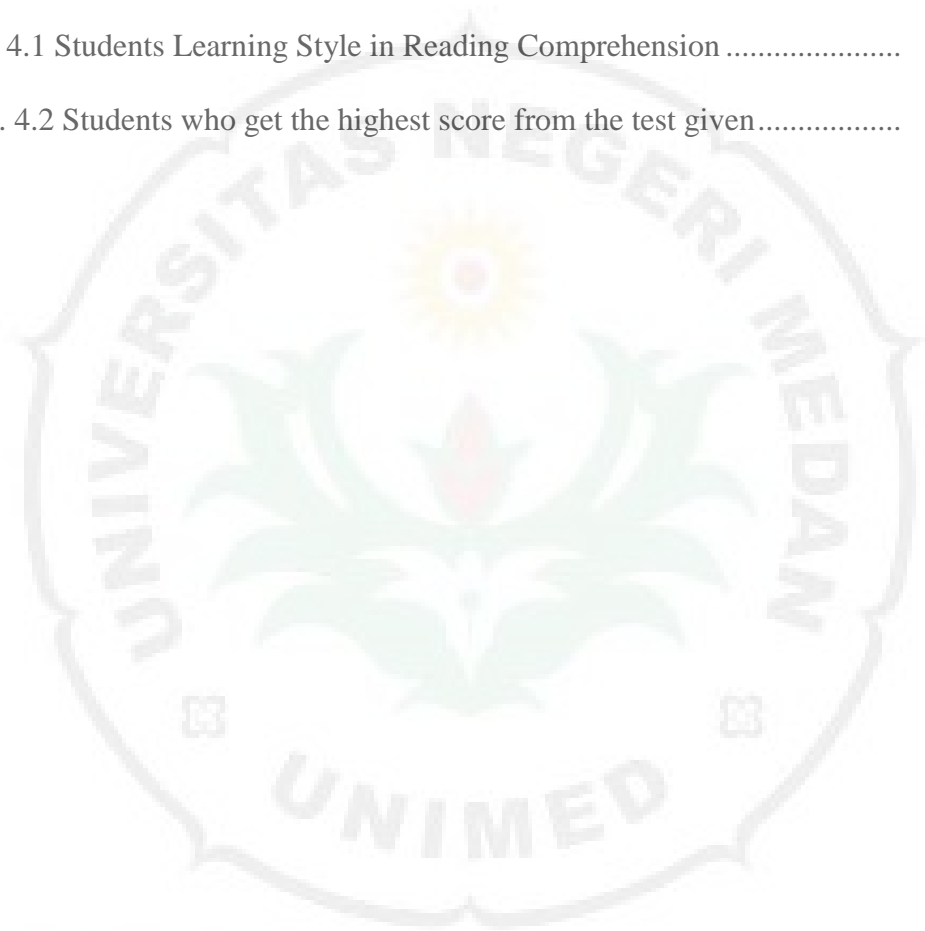 4.1 Students Learning Style in Reading Comprehension ......................
. 4.2 Students who get the highest score from the test given..................
UNIVERSITAS NEGERI MEDAN
UNIMED